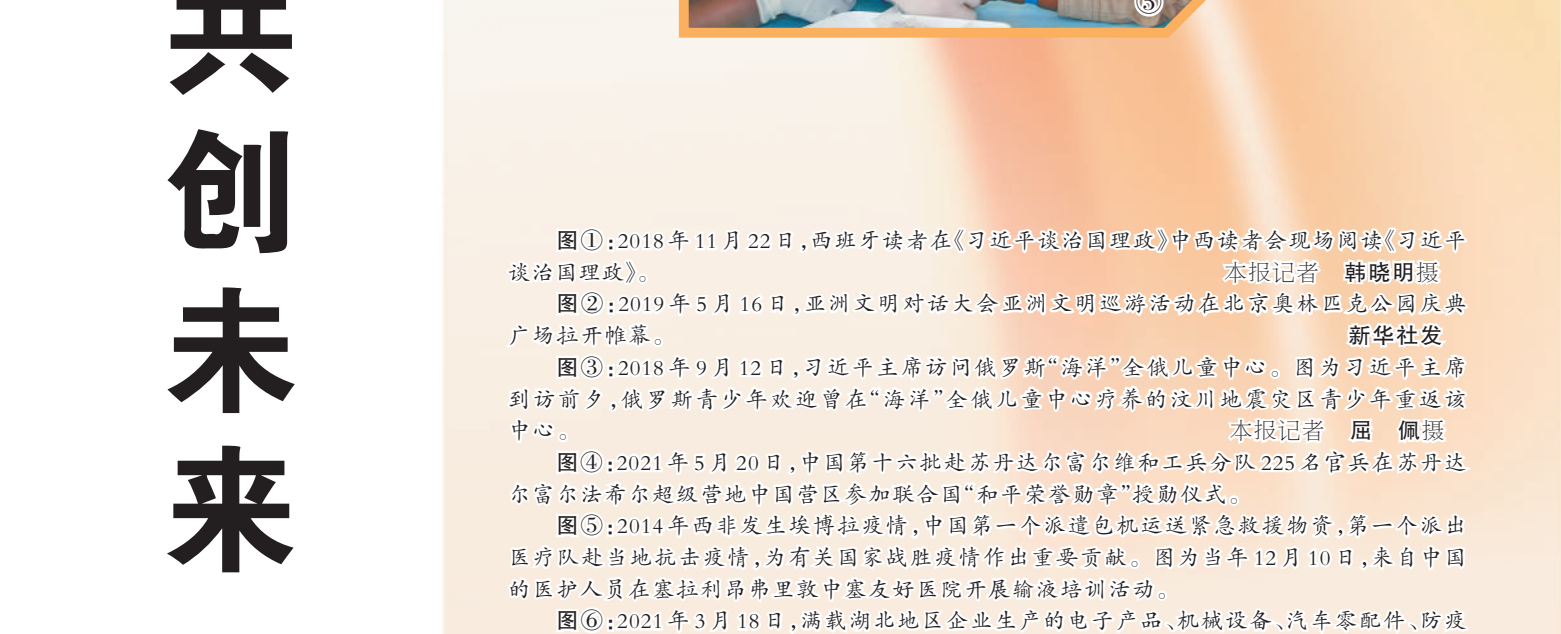 共创未来
⑤
图①:2018年11月22日,西班牙读者在《习近平谈治国理政》中西读者会现场阅读《习近平
谈治国理政》。 本报记者 韩晓明摄
图②:2019年5月16日,亚洲文明对话大会亚洲文明巡游活动在北京奥林匹克公园庆典
广场拉开帷幕。 新华社发
图③:2018年9月12日,习近平主席访问俄罗斯“海洋”全俄儿童中心。图为习近平主席
到访前夕,俄罗斯青少年欢迎曾在“海洋”全俄儿童中心疗养的汶川地震灾区青少年重返该
中心。 本报记者 屈 佩摄
图④:2021年5月20日,中国第十六批赴苏丹达尔富尔维和工兵分队225名官兵在苏丹达
尔富尔法希尔超级营地中国营区参加联合国“和平荣誉勋章”授勋仪式。
图⑤:2014年西非发生埃博拉疫情,中国第一个派遣包机运送紧急救援物资,第一个派出
医疗队赴当地抗击疫情,为有关国家战胜疫情作出重要贡献。图为当年12月10日,来自中国
的医护人员在塞拉利昂弗里敦中塞友好医院开展输液培训活动。
图⑥:2021年3月18日,满载湖北地区企业生产的电子产品、机械设备、汽车零配件、防疫